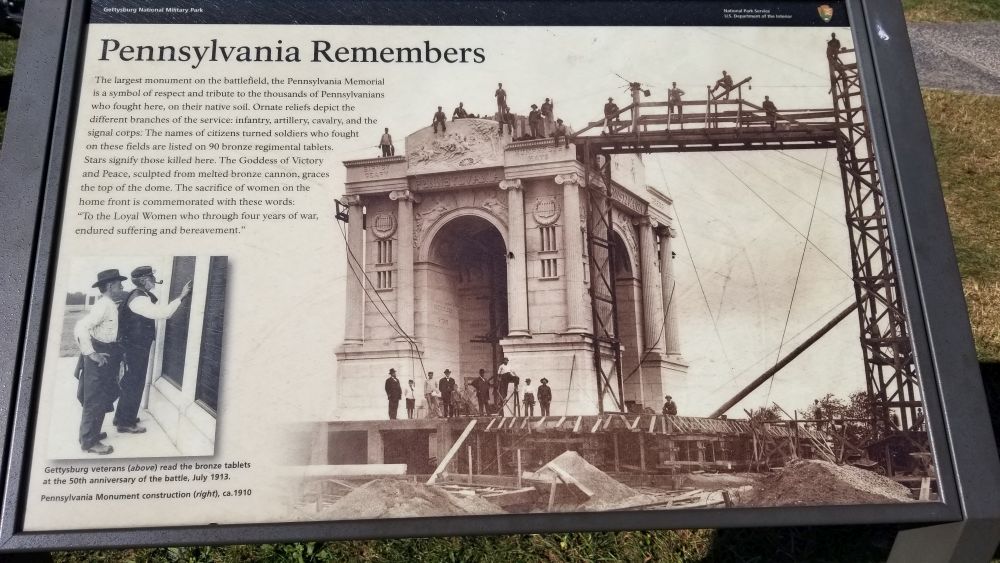 Gettysburg National Military Park
National Park Service
U.S. Department of the Interior
Pennsylvania Remembers
The largest monument on the battlefield, the Pennsylvania Memorial
is a symbol of respect and tribute to the thousands of Pennsylvanians
who fought here, on their native soil. Ornate reliefs depict the
different branches of the service: infantry, artillery, cavalry, and the
signal corps. The names of citizens turned soldiers who fought
on these fields are listed on 90 bronze regimental tablets.
Stars signify those killed here. The Goddess of Victory
and Peace, sculpted from melted bronze cannon, graces
the top of the dome. The sacrifice of women on the
home front is commemorated with these words:
“To the Loyal Women who through four years of war,
endured suffering and bereavement.”
Gettysburg veterans (above) read the bronze tablets
at the 50th anniversary of the battle, July 1913.
Pennsylvania Monument construction (right), ca.1910